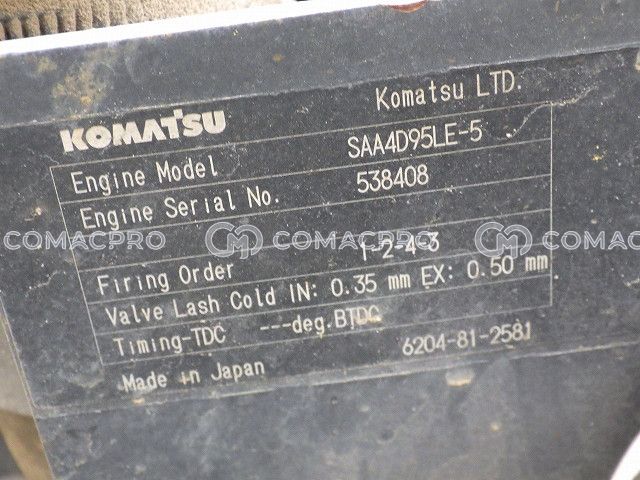 Komatsu LTD.
KOMATSU
Engine Model SAA4D95LE-5
Engine Serial No. 538408
COMACPRO CM COMACPRO CM COMACPRO
Firing Order 1-2-4-3
Valve Lash Cold IN: 0.35 mm EX: 0.50 mm
Timing-TDC ---deg.BTDC
6204-81-2581
Made in Japan